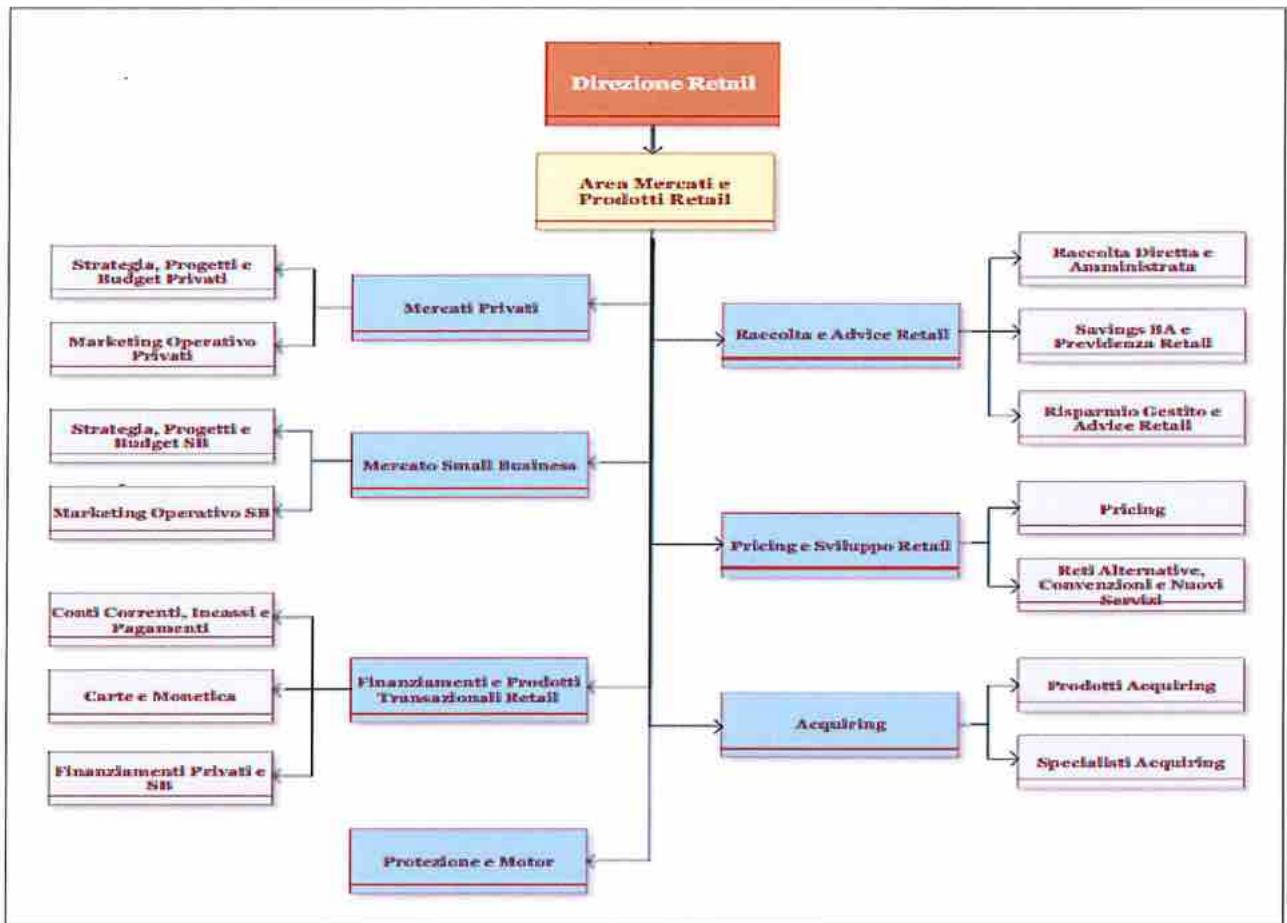 Direzione Retail
Area Mercati e
Prodotti Retail
Strategia, Progetti e
Budget Privati
Marketing Operativo
Privati
Mercati Privati
Strategia, Progetti e
Budget SB
Marketing Operativo SB
Mercato Small Business
Conti Correnti, Incassi e
Pagamenti
Carte e Monetica
Finanziamenti Privati e
SB
Finanziamenti e Prodotti
Transazionali Retail
Protezione e Motor
Raccolta e Advice Retail
Raccolta Diretta e
Amministrata
Savings BA e
Previdenza Retail
Risparmio Gestito e
Advice Retail
Pricing e Sviluppo Retail
Pricing
Reti Alternative,
Convenzioni e Nuovi
Servizi
Acquiring
Prodotti Acquiring
Specialisti Acquiring